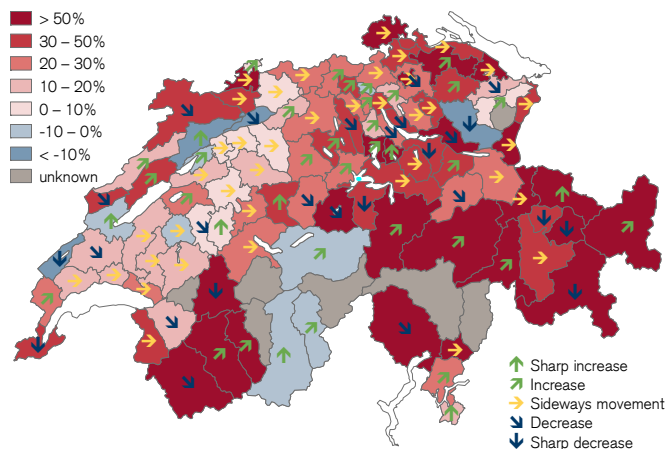 > 50%
30 – 50%
20 – 30%
10 – 20%
0 – 10%
-10 – 0%
< -10%
unknown
Sharp increase
Increase
Sideways movement
Decrease
Sharp decrease